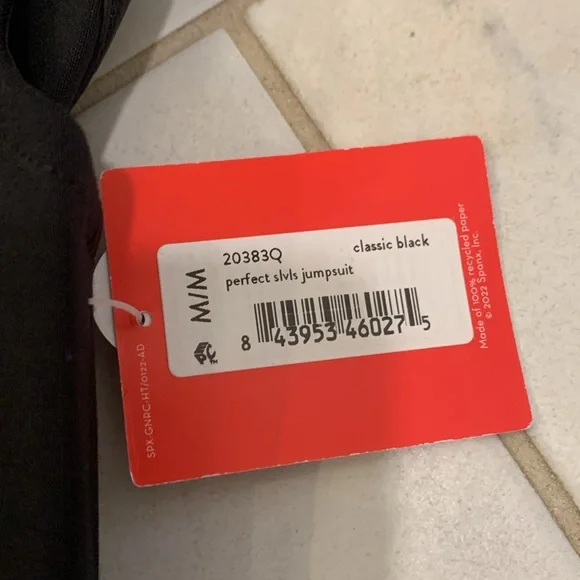 20383Q classic black
perfect slvls jumpsuit
M/M
8 43953 46027 5
SPX-GNRC-HT/0122-AD
Made of 100% recycled paper
© 2022 Spanx, Inc.